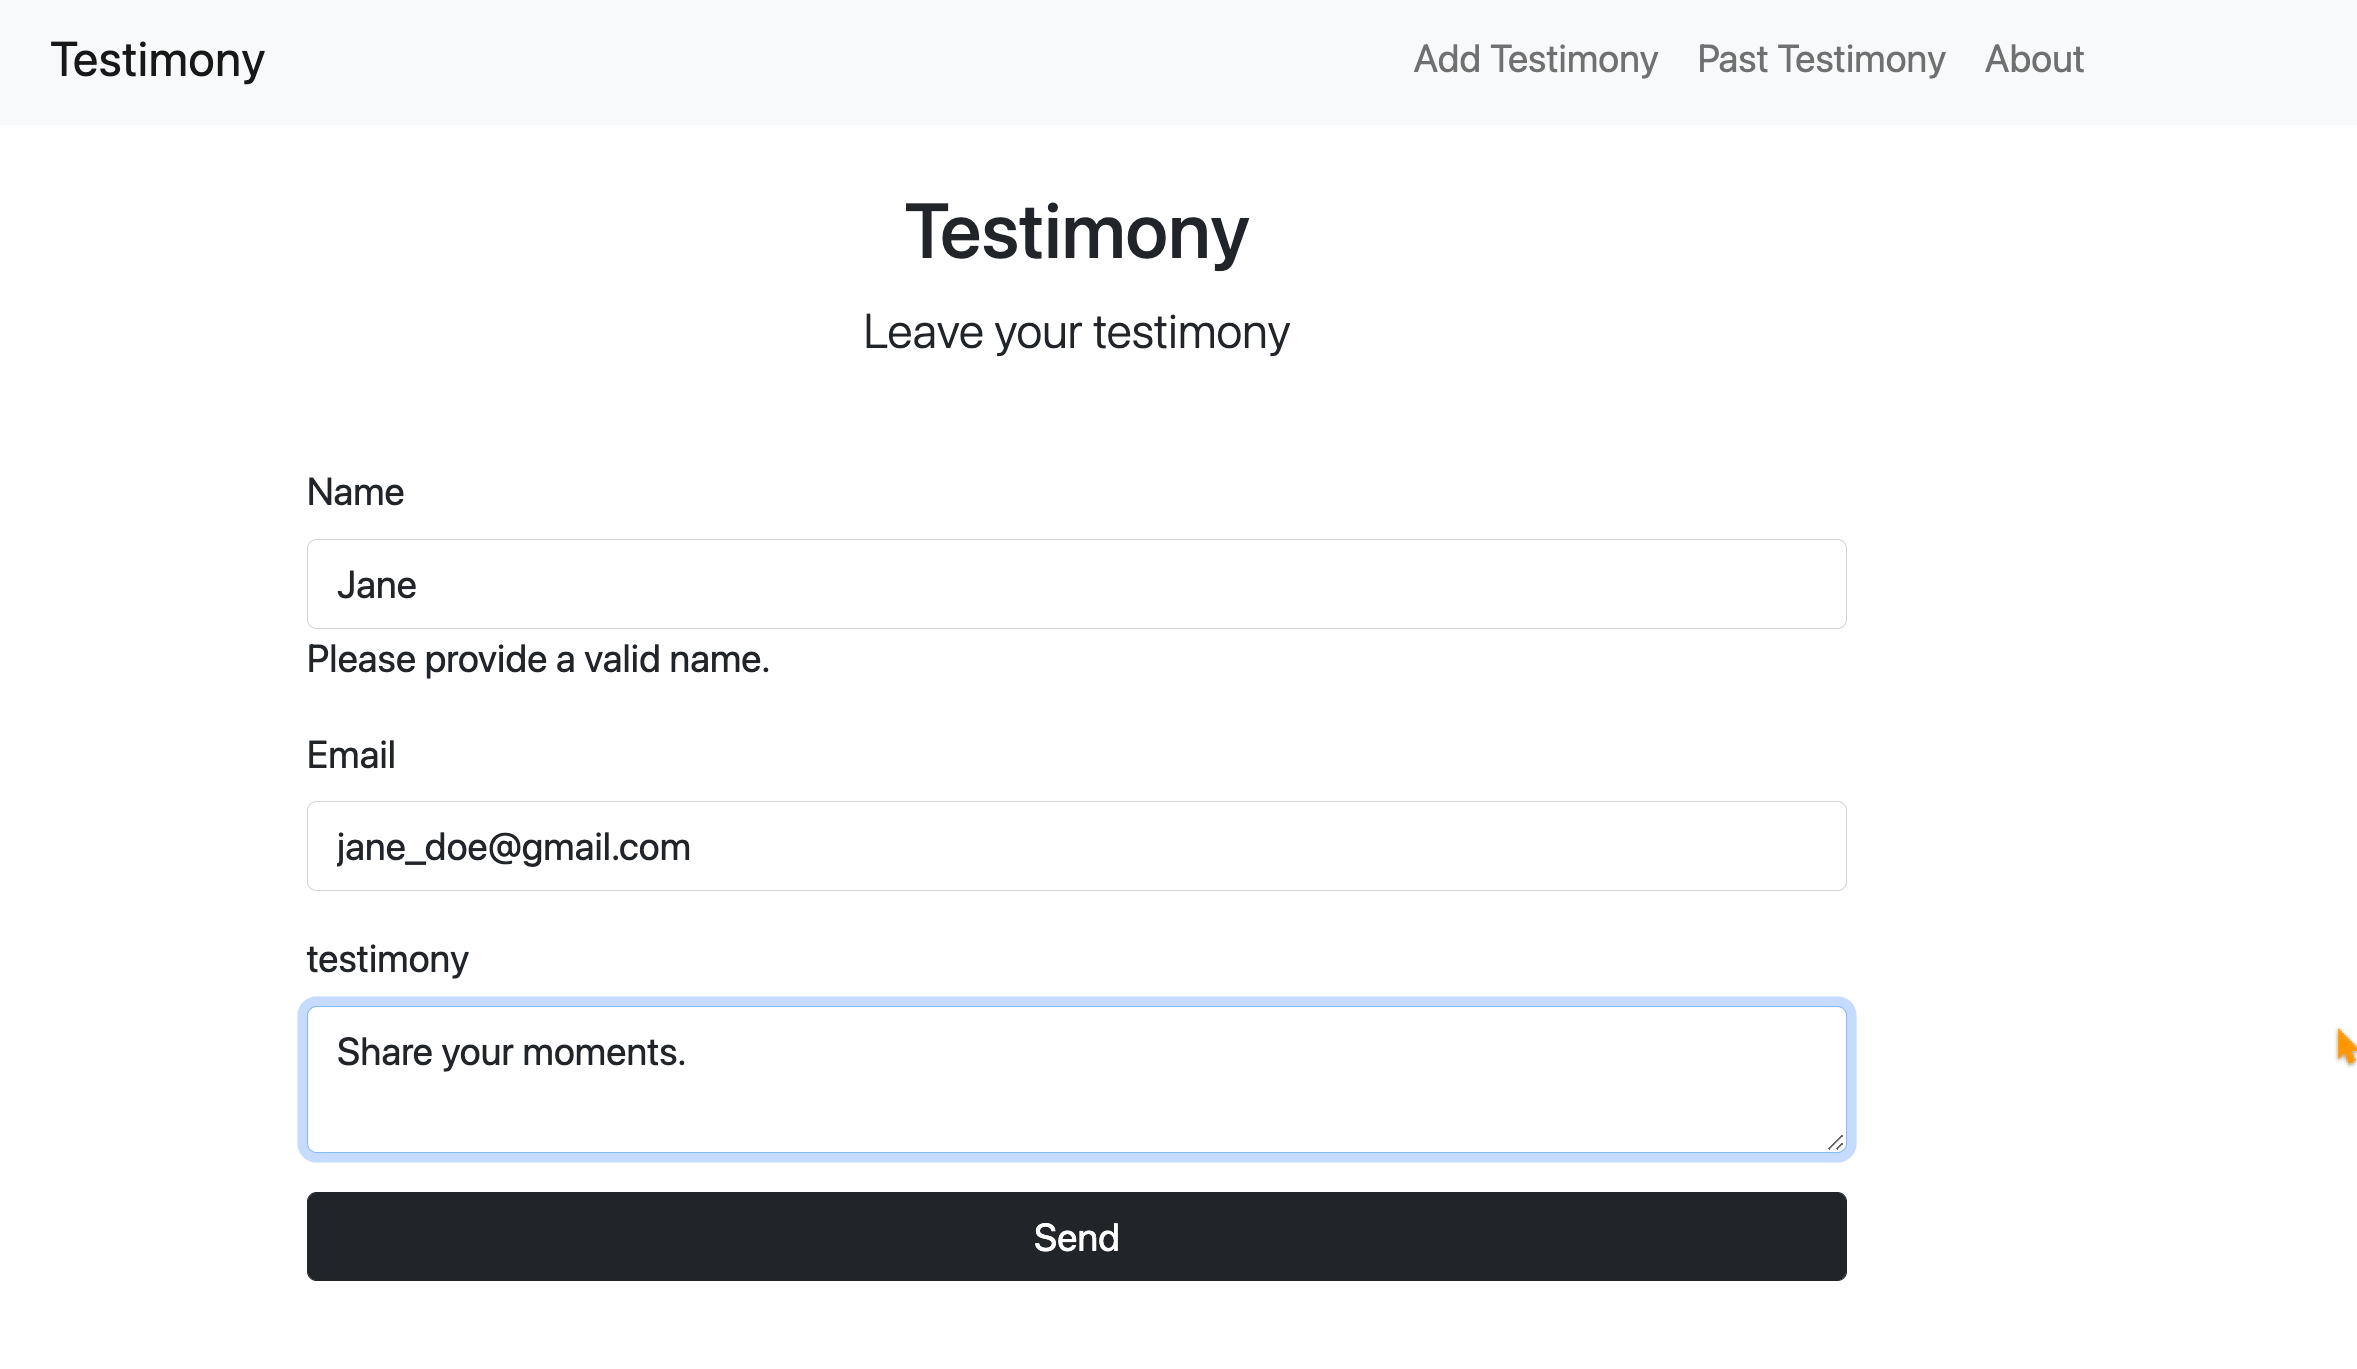 Testimony
Add Testimony Past Testimony About
Testimony
Leave your testimony
Name
Jane
Please provide a valid name.
Email
jane_doe@gmail.com
testimony
Share your moments.
Send